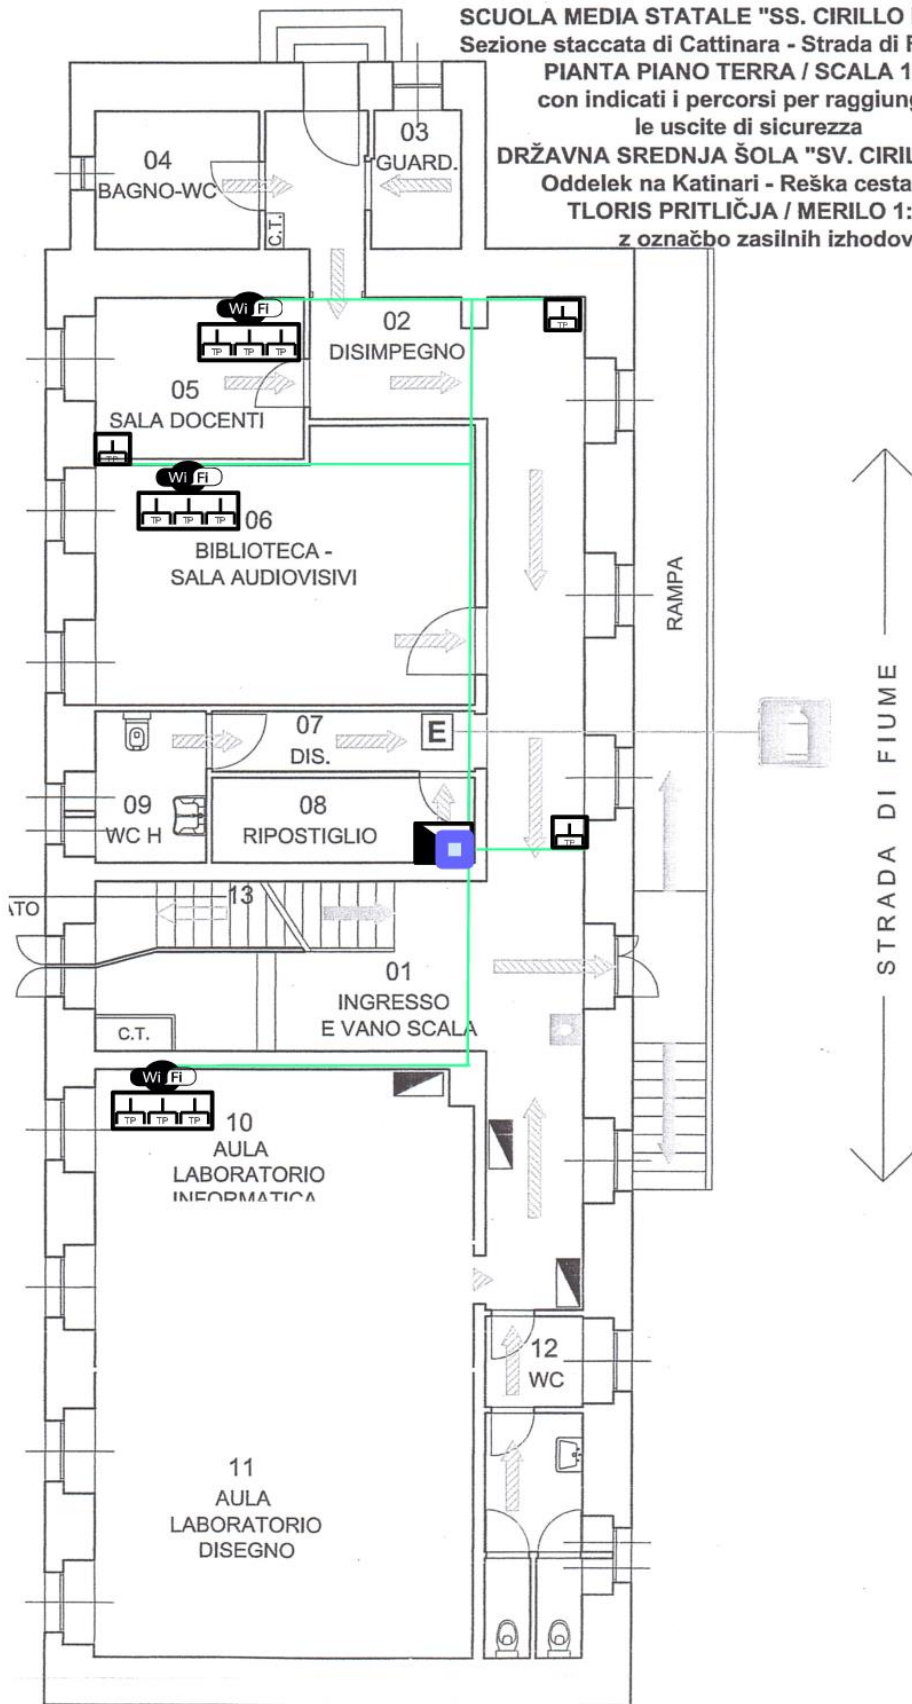 SCUOLA MEDIA STATALE "SS. CIRILLO
Sezione staccata di Cattinara - Strada di
PIANTA PIANO TERRA / SCALA 1
con indicati i percorsi per
le uscite di sicurezza
DRŽAVNA SREDNJA ŠOLA "SV.
Oddelek na Katinari - Reška cesta
TLORIS PRITLIČJA / MERILO 1:
z označbo zasilnih izhodov
03
GUARD.
04
BAGNO-WC
C.T.
Wi Fi
TP TP TP
TP
02
DISIMPEGNO
05
SALA DOCENTI
TP
Wi Fi
TP TP TP
06
BIBLIOTECA -
SALA AUDIOVISIVI
RAMPA
STRADA DI FIUME
07
DIS.
E
09
WC H
08
RIPOSTIGLIO
TP
13
ATO
01
INGRESSO
E VANO SCALA
C.T.
Wi Fi
TP TP TP
10
AULA
LABORATORIO
INFORMATICA
12
WC
11
AULA
LABORATORIO
DISEGNO